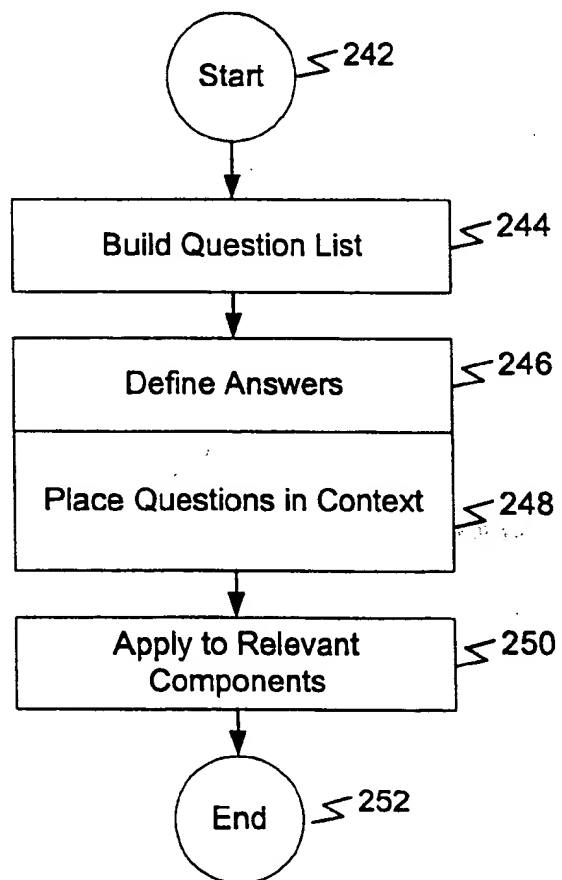 Start
242
Build Question List
244
Define Answers
246
Place Questions in Context
248
Apply to Relevant
Components
250
End
252